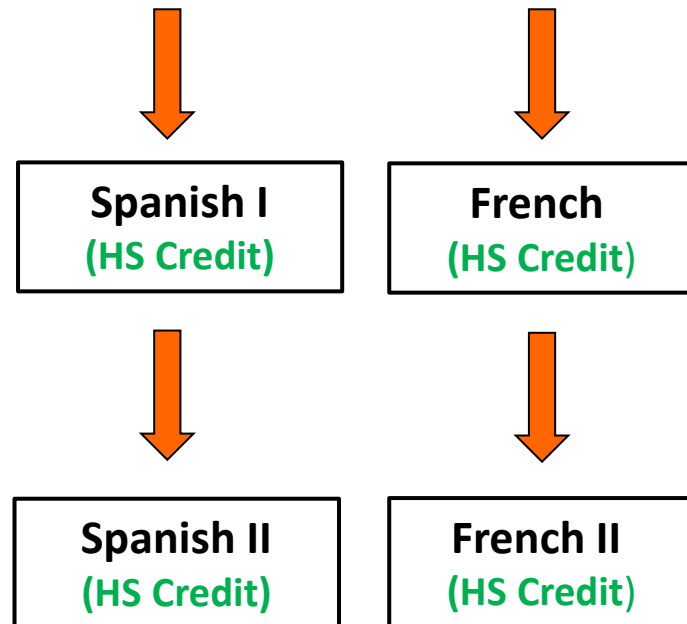 Spanish I
(HS Credit)
French
(HS Credit)
Spanish II
(HS Credit)
French II
(HS Credit)